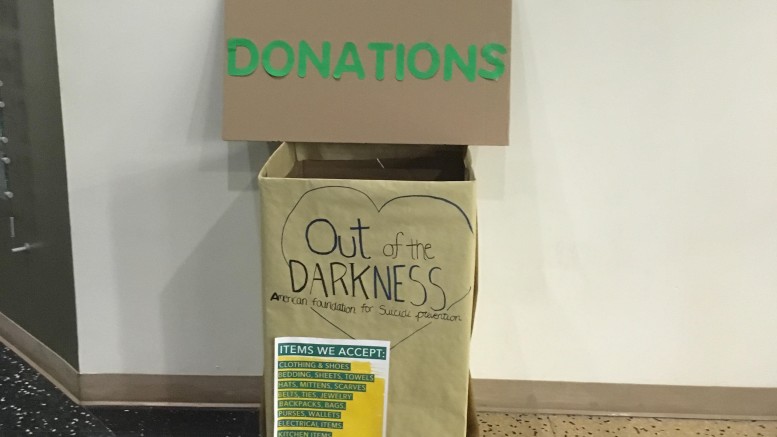 DONATIONS
Out of the
DARKNESS
American foundation for Suicide prevention
ITEMS WE ACCEPT:
CLOTHING & SHOES
BEDDING, SHEETS, TOWELS
HATS, MITTENS, SCARVES
BELTS, TIES, JEWELRY
BACKPACKS, BAGS
PURSES, WALLETS
ELECTRICAL ITEMS
KITCHEN ITEMS